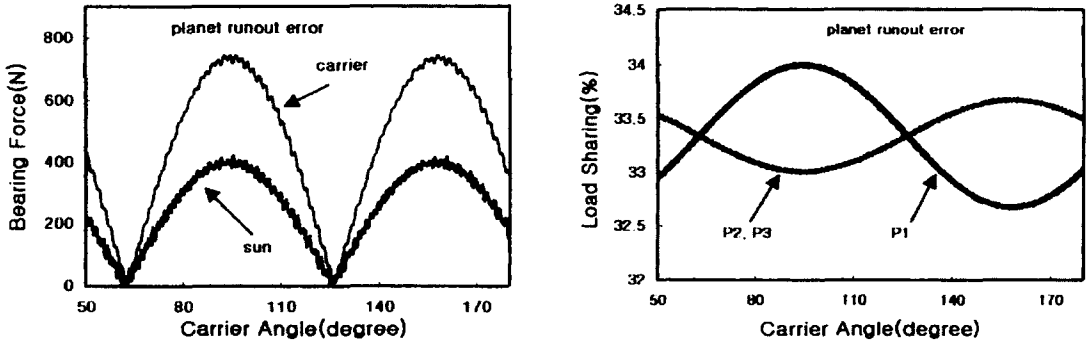 planet runout error
800
600
400
200
0
carrier
sun
50
80
110
140
170
Bearing Force(N)
Carrier Angle(degree)
planet runout error
34.5
34
33.5
33
32.5
32
P2, P3
P1
50
80
110
140
170
Load Sharing(%)
Carrier Angle(degree)